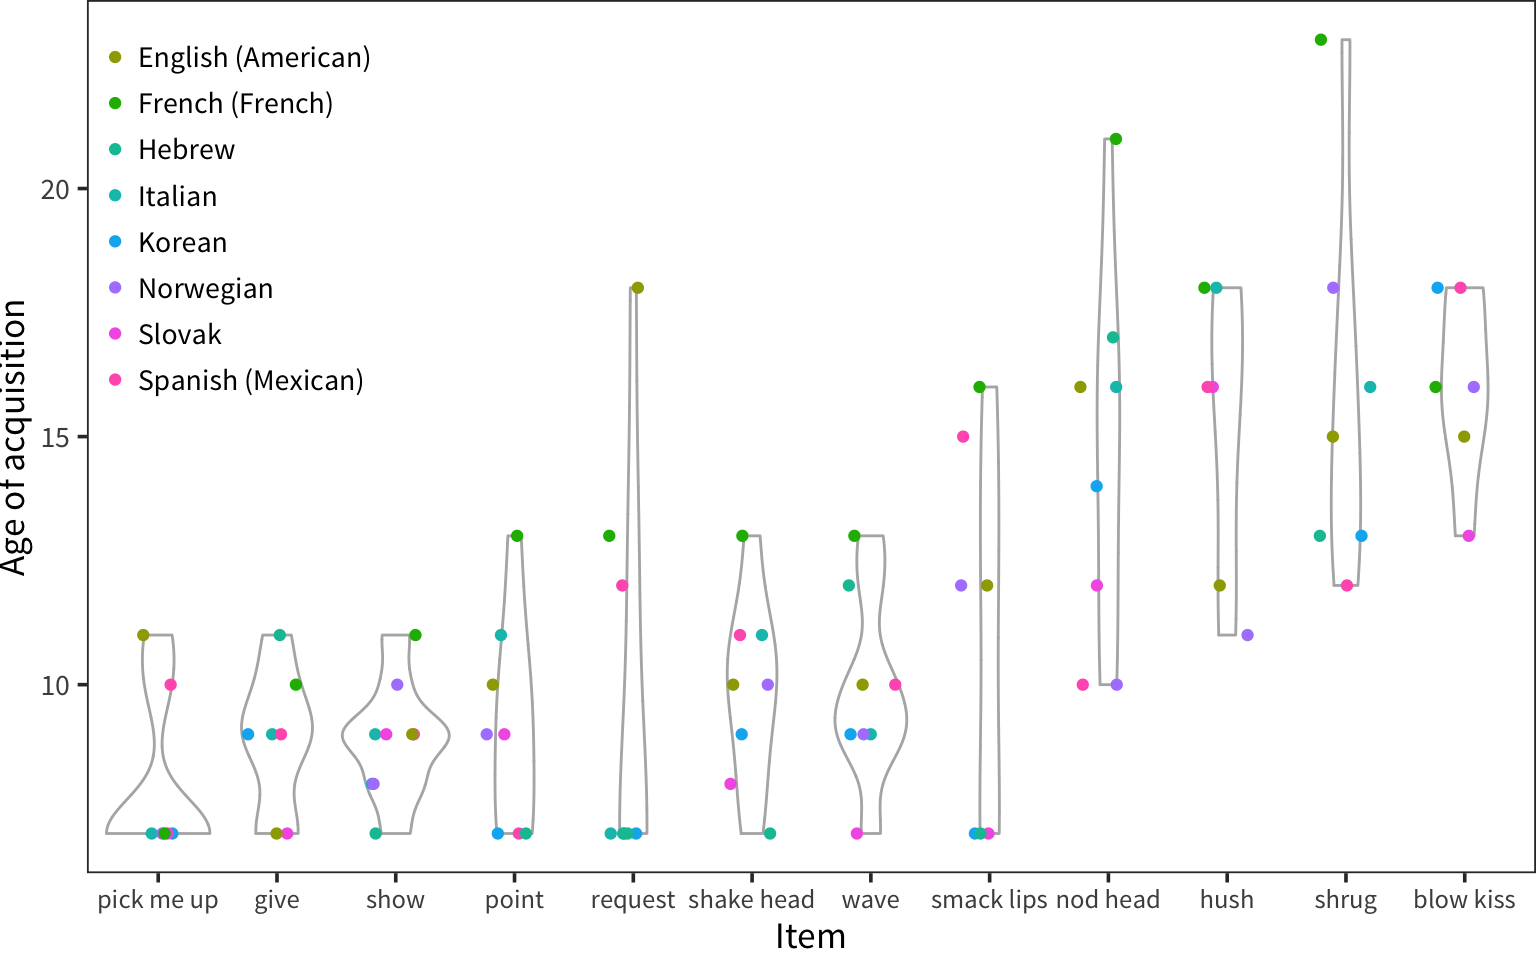 English (American)
French (French)
Hebrew
Italian
Korean
Norwegian
Slovak
Spanish (Mexican)
Age of acquisition
20
15
10
pick me up give show point request shake head wave smack lips nod head hush shrug blow kiss
Item